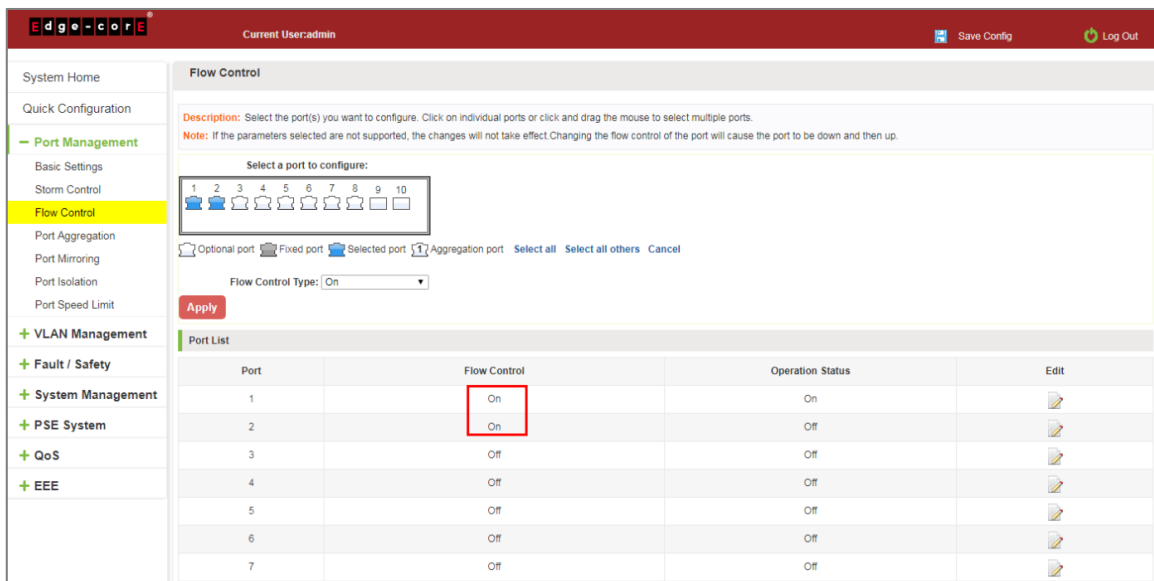 Edge-corE®
Current User:admin
Save Config
Log Out
System Home
Quick Configuration
− Port Management
Basic Settings
Storm Control
Flow Control
Port Aggregation
Port Mirroring
Port Isolation
Port Speed Limit
+ VLAN Management
+ Fault / Safety
+ System Management
+ PSE System
+ QoS
+ EEE
Flow Control
Description: Select the port(s) you want to configure. Click on individual ports or click and drag the mouse to select multiple ports.
Note: If the parameters selected are not supported, the changes will not take effect.Changing the flow control of the port will cause the port to be down and then up.
Select a port to configure:
1 2 3 4 5 6 7 8 9 10
Optional port Fixed port Selected port 1 Aggregation port Select all Select all others Cancel
Flow Control Type: On
Apply
Port List
Port Flow Control Operation Status Edit
1 On On
2 On Off
3 Off Off
4 Off Off
5 Off Off
6 Off Off
7 Off Off